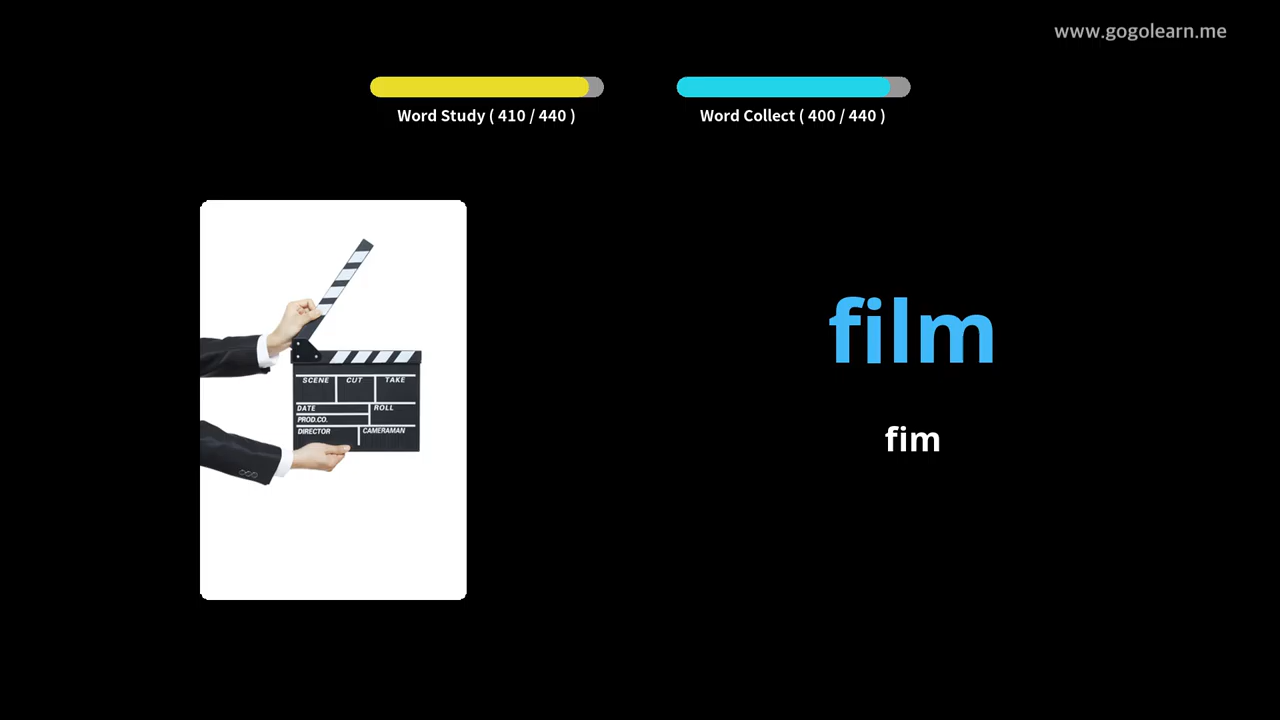 www.gogolearn.me
Word Study ( 410 / 440 )
Word Collect ( 400 / 440 )
film
fim
SCENE CUT TAKE
DATE ROLL
PROD.CO.
DIRECTOR CAMERAMAN